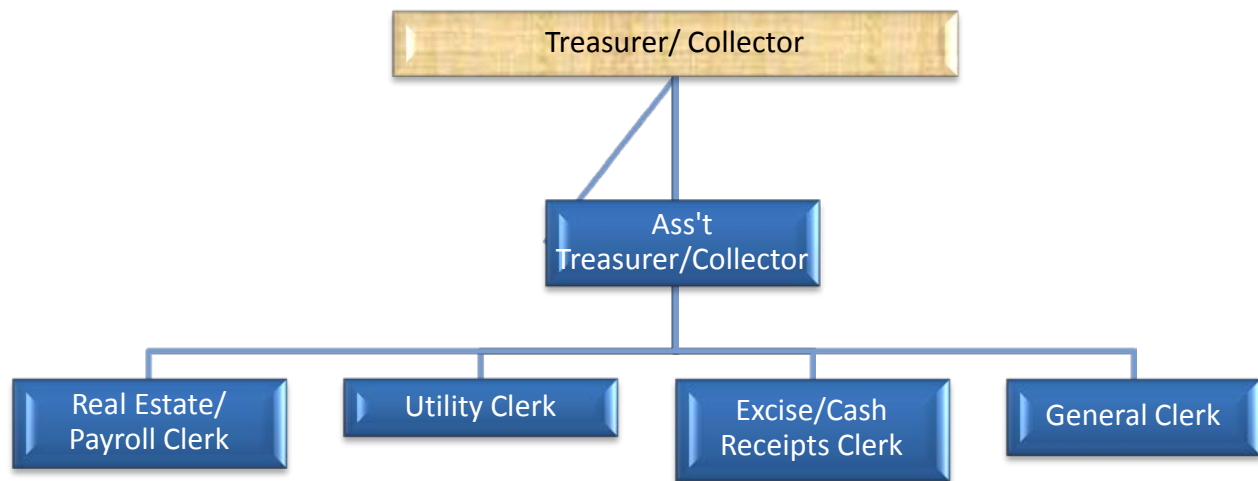 Treasurer/ Collector
Ass't
Treasurer/Collector
Real Estate/
Payroll Clerk
Utility Clerk
Excise/Cash
Receipts Clerk
General Clerk